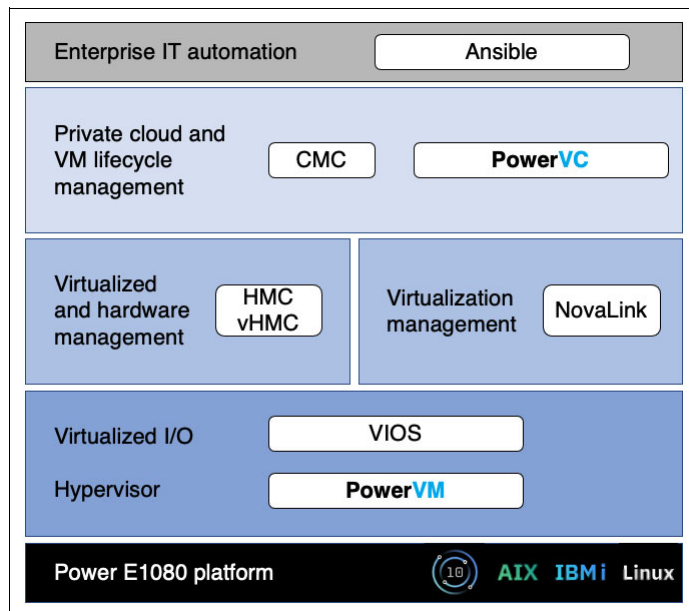 Enterprise IT automation
Ansible
Private cloud and
VM lifecycle
management
CMC
PowerVC
Virtualized
and hardware
management
HMC
vHMC
Virtualization
management
NovaLink
Virtualized I/O
VIOS
Hypervisor
PowerVM
Power E1080 platform
10
AIX
IBM i
Linux